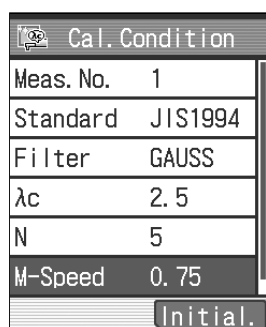 Cal. Condition
Meas. No. 1
Standard JIS1994
Filter GAUSS
λc 2.5
N 5
M-Speed 0.75
Initial.